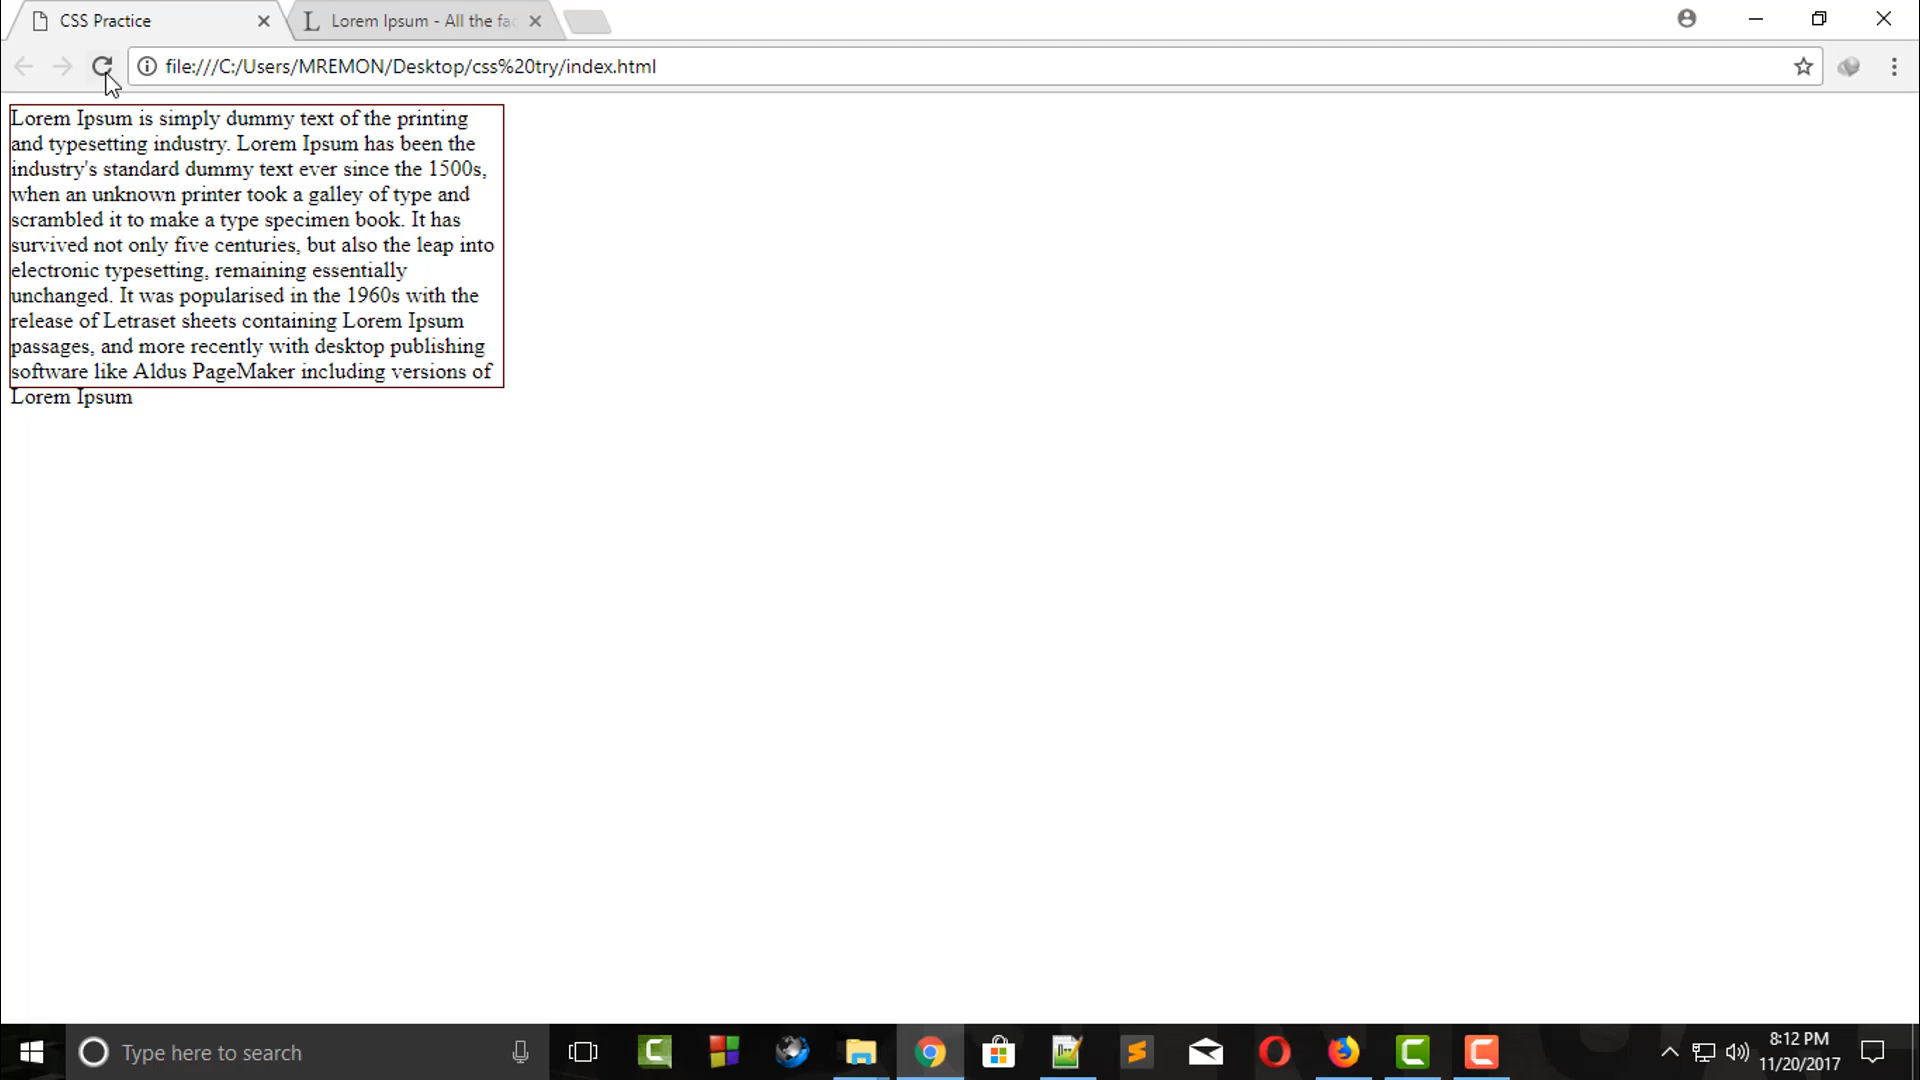 CSS Practice
Lorem Ipsum - All the fac
file:///C:/Users/MREMON/Desktop/css%20try/index.html
Lorem Ipsum is simply dummy text of the printing
and typesetting industry. Lorem Ipsum has been the
industry's standard dummy text ever since the 1500s,
when an unknown printer took a galley of type and
scrambled it to make a type specimen book. It has
survived not only five centuries, but also the leap into
electronic typesetting, remaining essentially
unchanged. It was popularised in the 1960s with the
release of Letraset sheets containing Lorem Ipsum
passages, and more recently with desktop publishing
software like Aldus PageMaker including versions of
Lorem Ipsum
Type here to search
8:12 PM
11/20/2017